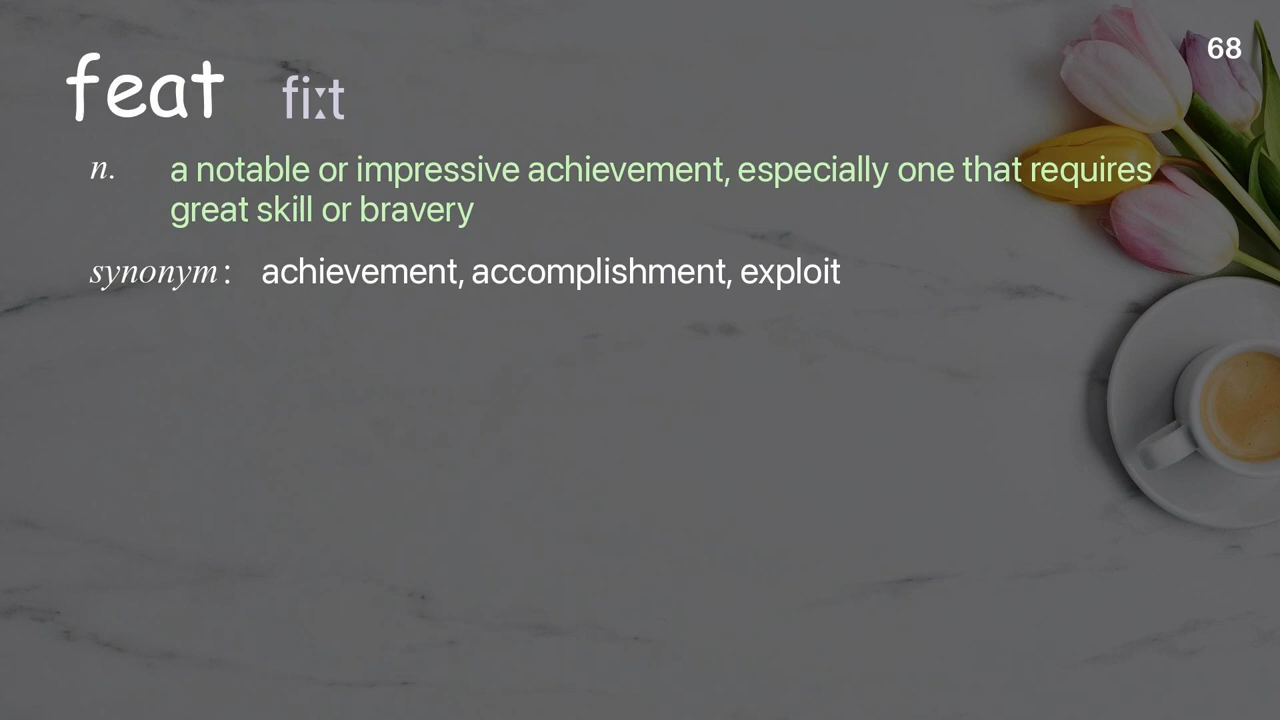 68
feat fiːt
n. a notable or impressive achievement, especially one that requires
great skill or bravery
synonym : achievement, accomplishment, exploit